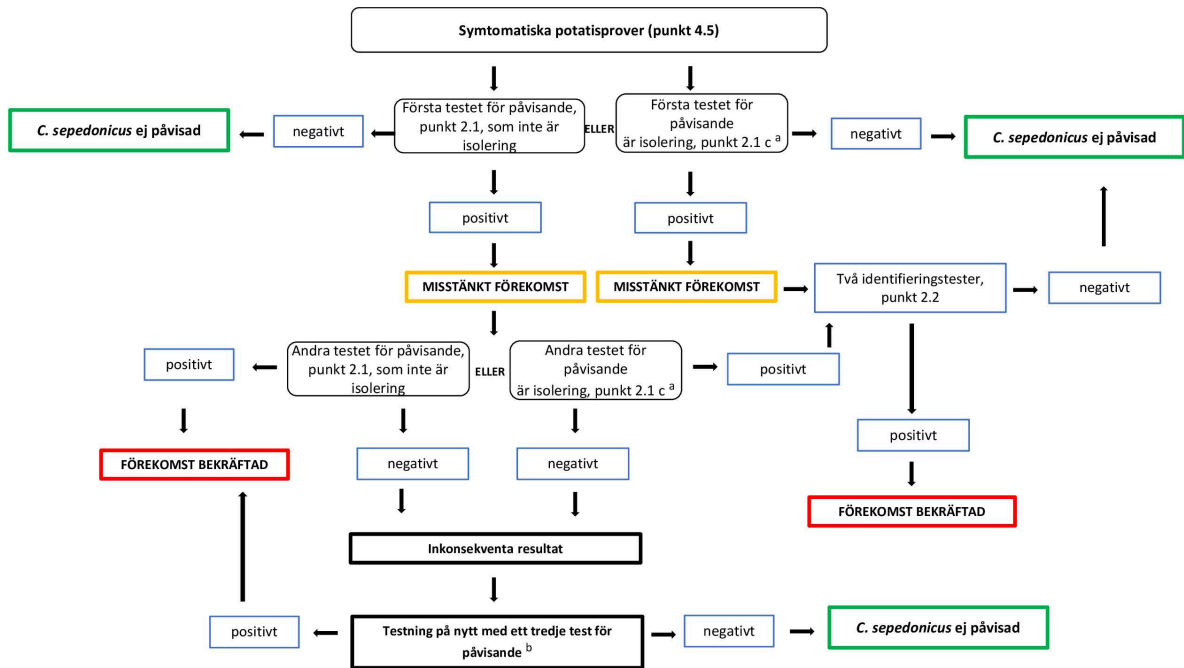 Symtomatiska potatisprover (punkt 4.5)
C. sepedonicus ej påvisad
negativt
Första testet för påvisande,
punkt 2.1, som inte är
isolering
ELLER
Första testet för
påvisande
är isolering, punkt 2.1 c a
negativt
C. sepedonicus ej påvisad
positivt
positivt
MISSTÄNKT FÖREKOMST
MISSTÄNKT FÖREKOMST
Två identifieringstester,
punkt 2.2
negativt
positivt
Andra testet för påvisande,
punkt 2.1, som inte är
isolering
ELLER
Andra testet för
påvisande
är isolering, punkt 2.1 c a
positivt
FÖREKOMST BEKRÄFTAD
negativt
negativt
positivt
FÖREKOMST BEKRÄFTAD
Inkonsekventa resultat
positivt
Testning på nytt med ett tredje test för
påvisande b
negativt
C. sepedonicus ej påvisad